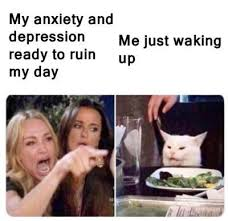 My anxiety and
depression
ready to ruin
my day
Me just waking
up